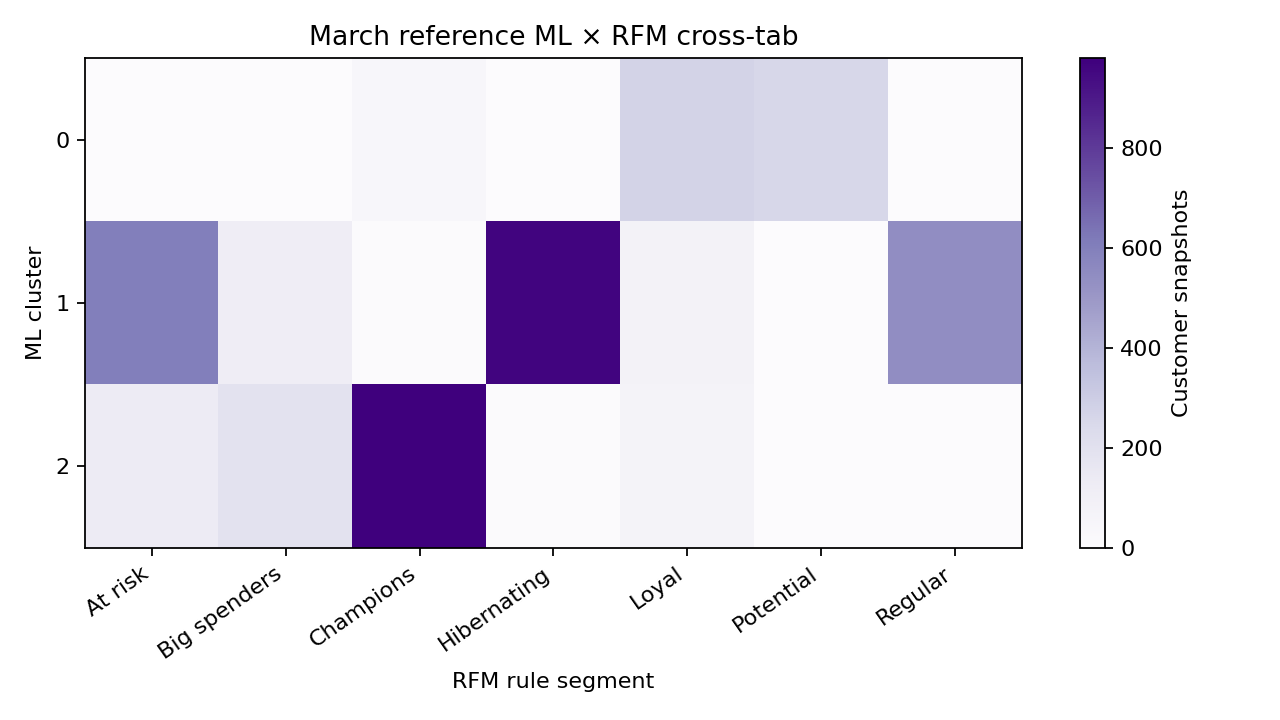 March reference ML × RFM cross-tab
ML cluster
0
1
2
At risk
Big spenders
Champions
Hibernating
Loyal
Potential
Regular
RFM rule segment
800
600
400
200
0
Customer snapshots